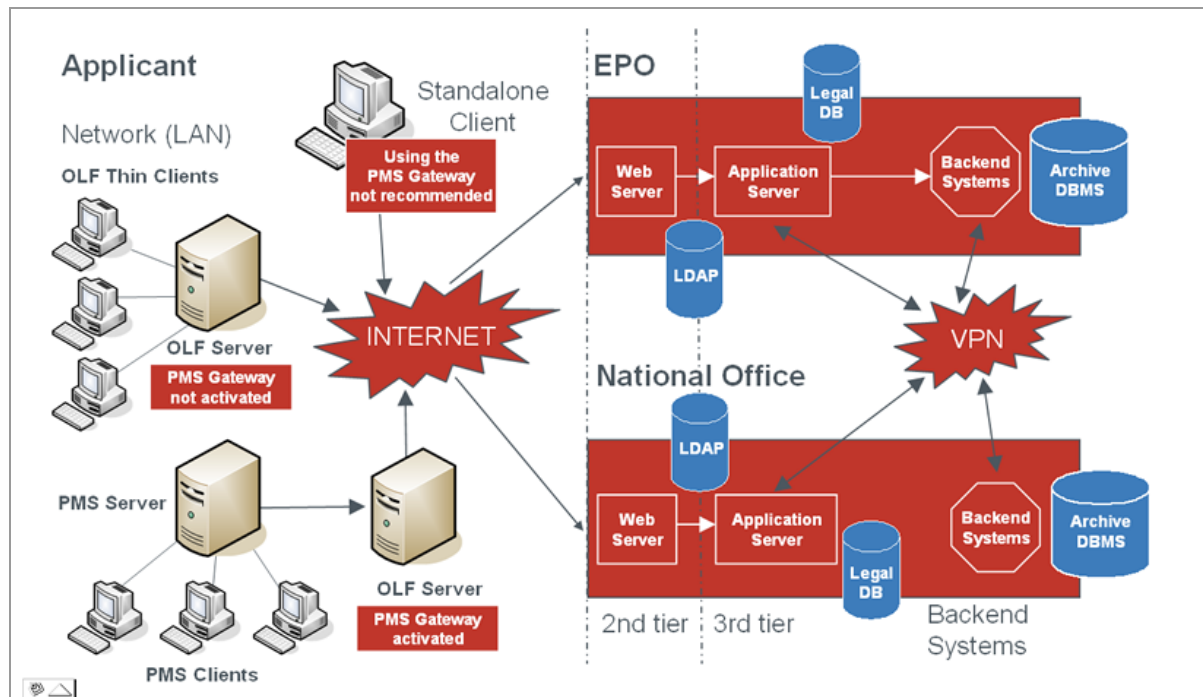 Applicant
Network (LAN)
OLF Thin Clients
Standalone
Client
Using the
PMS Gateway
not recommended
OLF Server
PMS Gateway
not activated
INTERNET
PMS Server
OLF Server
PMS Gateway
activated
PMS Clients
EPO
Legal
DB
Web
Server
Application
Server
Backend
Systems
Archive
DBMS
LDAP
VPN
National Office
LDAP
Web
Server
Application
Server
Legal
DB
Backend
Systems
Archive
DBMS
2nd tier
3rd tier
Backend
Systems